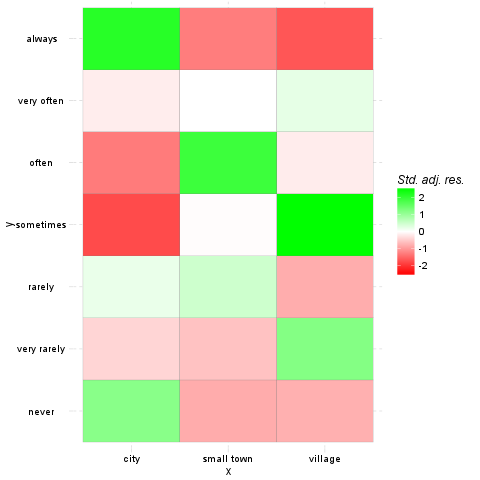 always
very often
often
sometimes
rarely
very rarely
never
Y
city small town village
X
Std. adj. res.
2
1
0
-1
-2